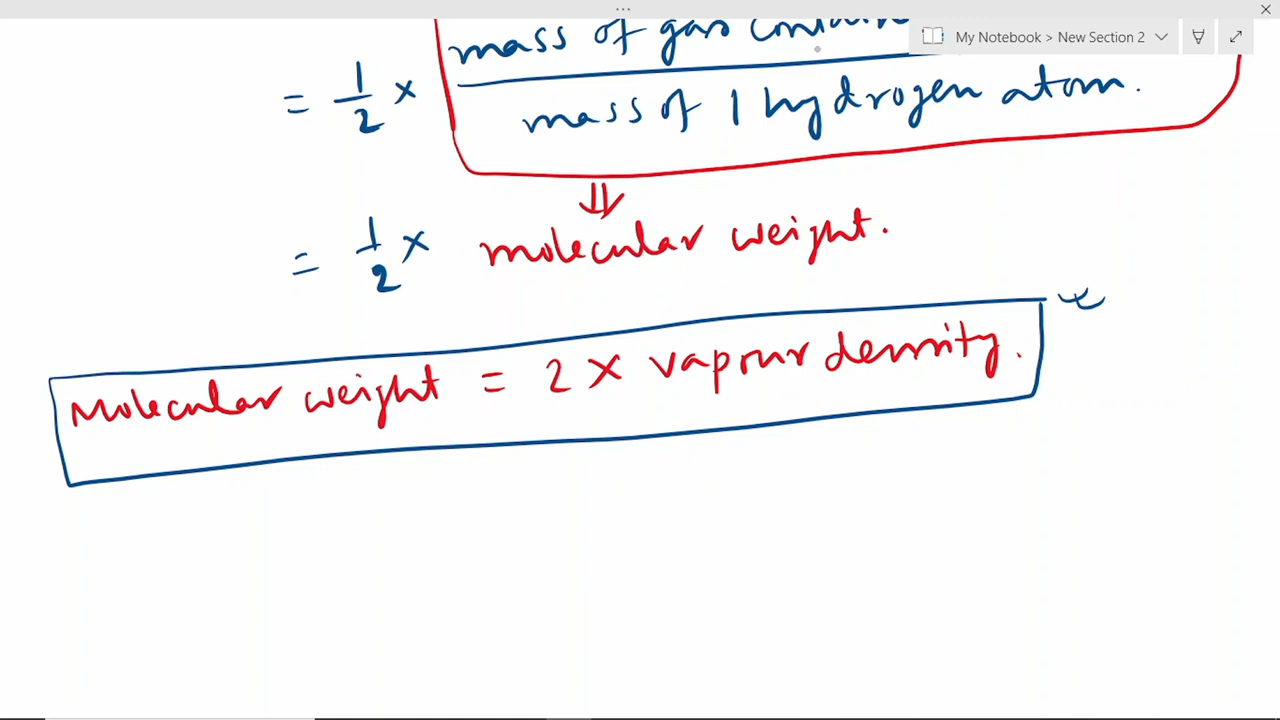 My Notebook > New Section 2
mass of gas
= 1/2 × mass of 1 hydrogen atom.
= 1/2 × molecular weight.
Molecular weight = 2 × vapour density.